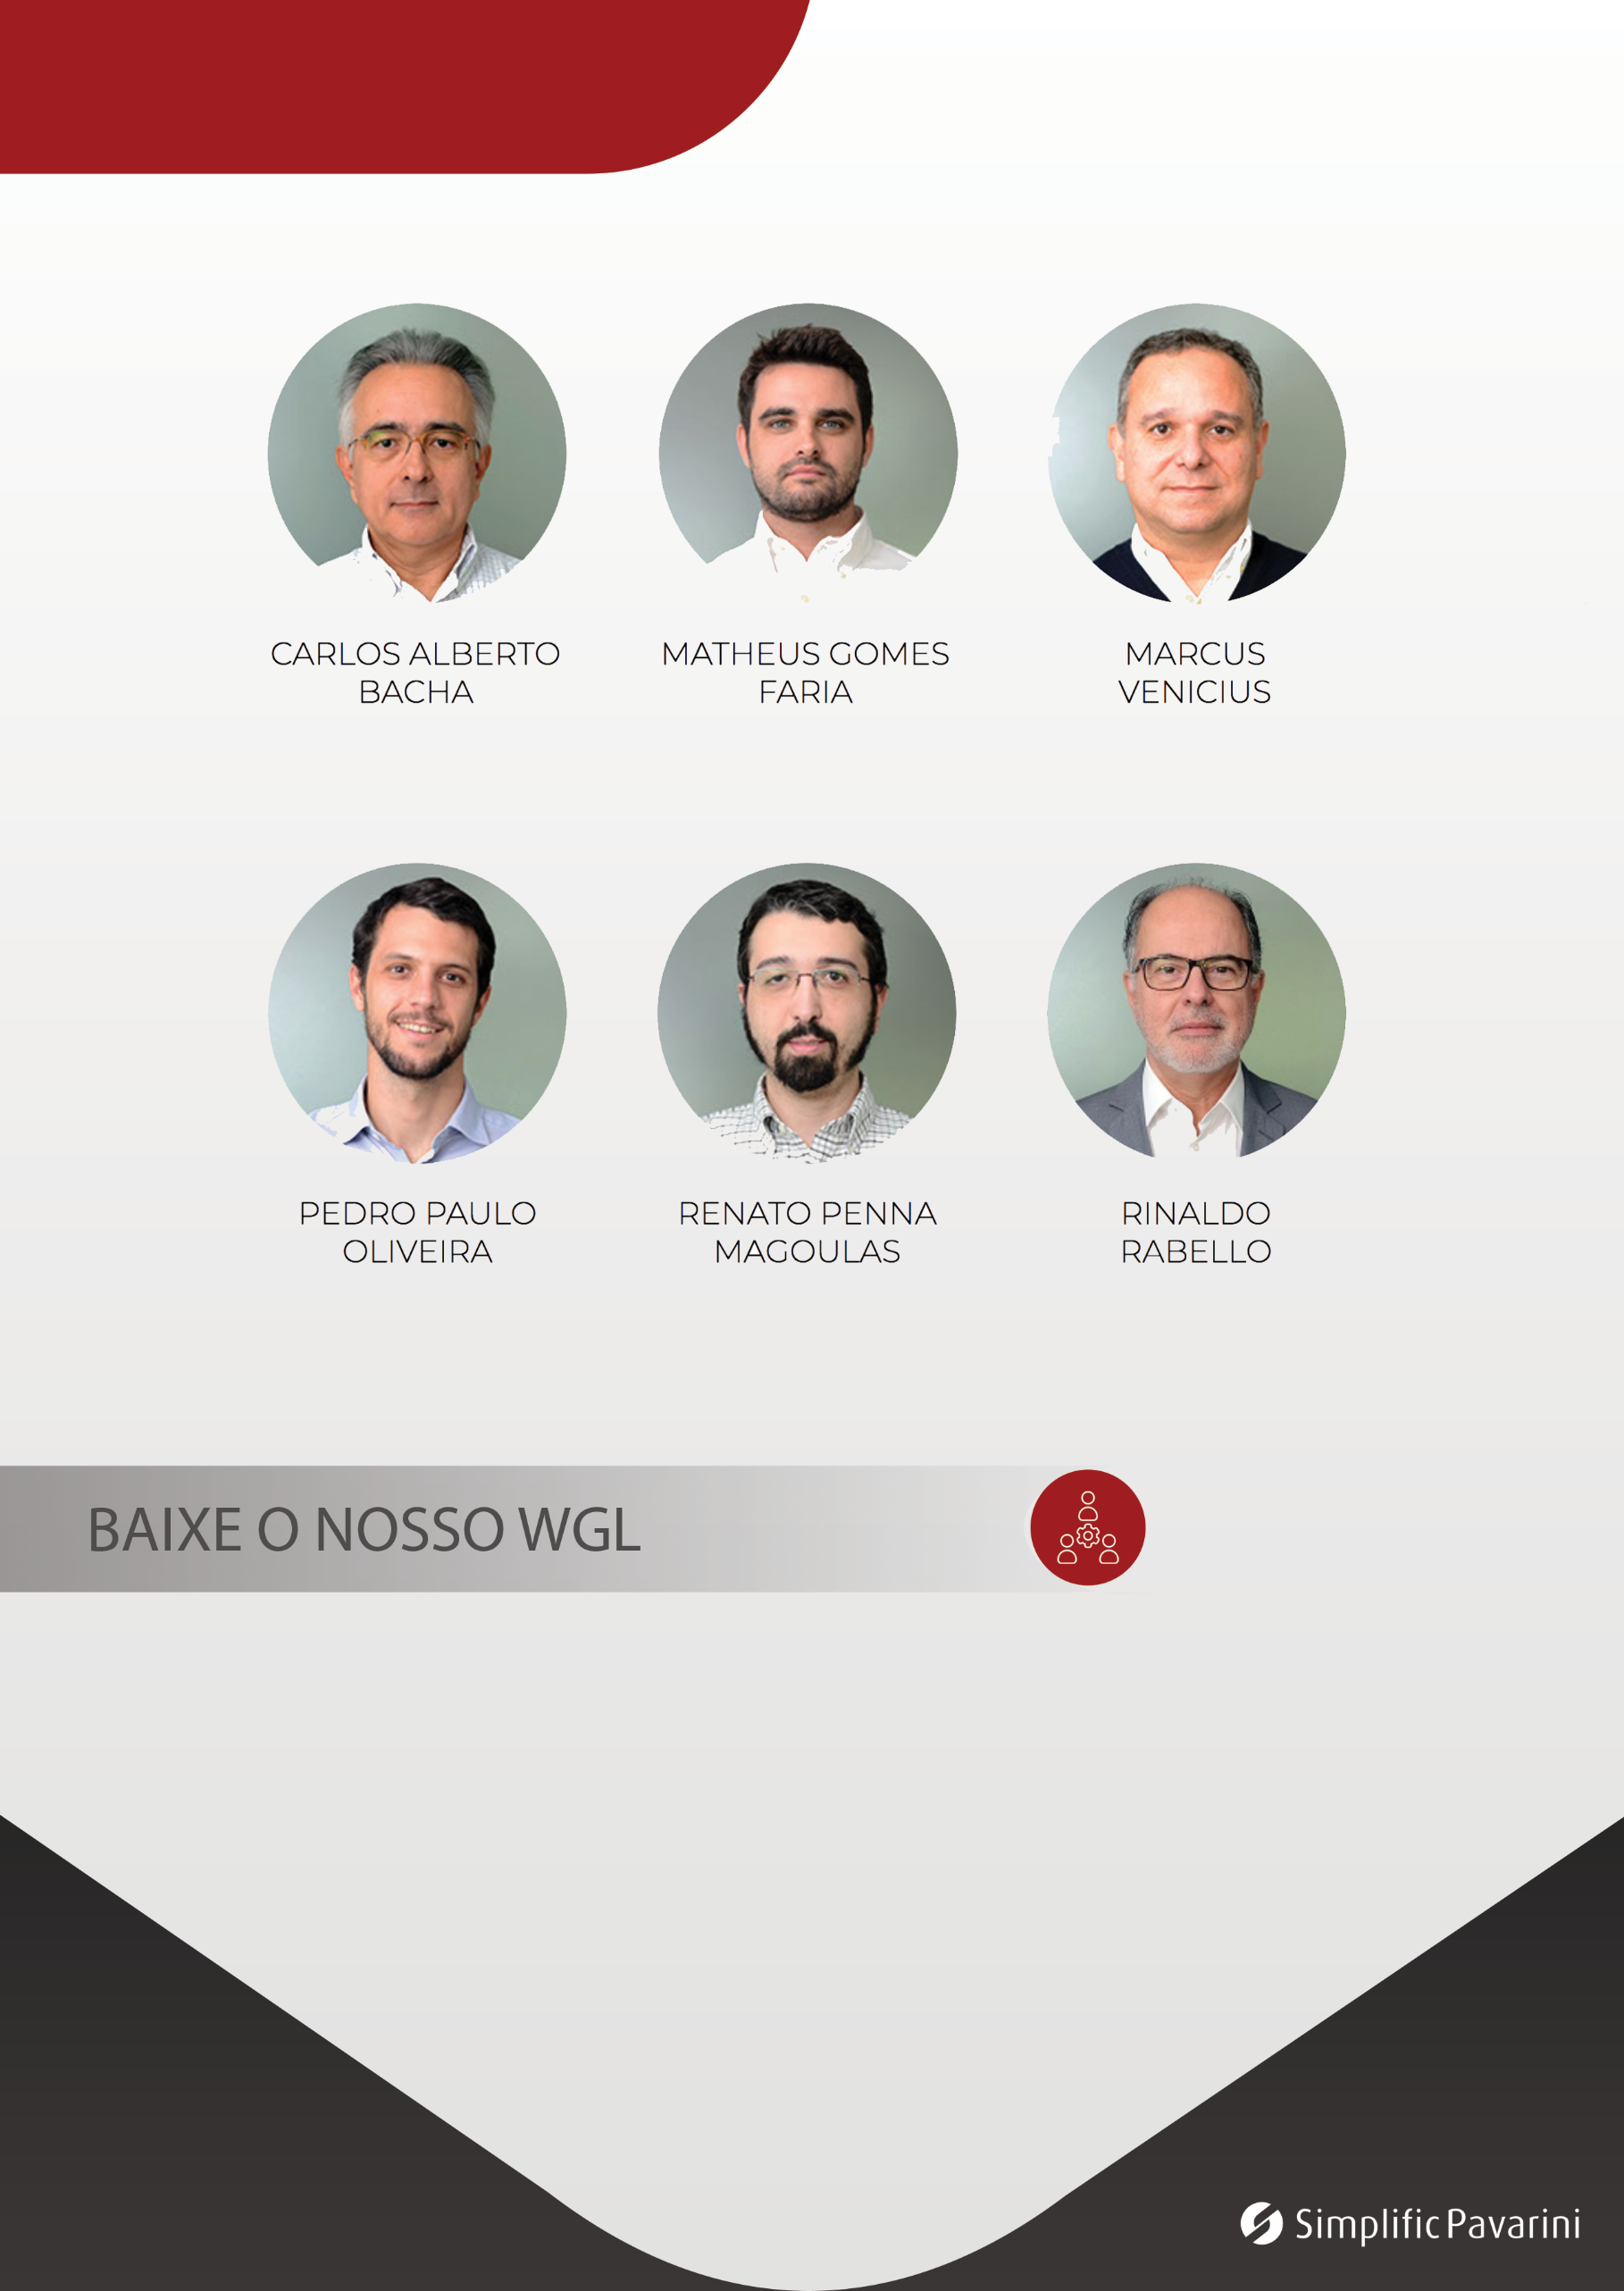 CARLOS ALBERTO
BACHA
MATHEUS GOMES
FARIA
MARCUS
VENICIUS
PEDRO PAULO
OLIVEIRA
RENATO PENNA
MAGOULAS
RINALDO
RABELLO
BAIXE O NOSSO WGL
Simplific Pavarini